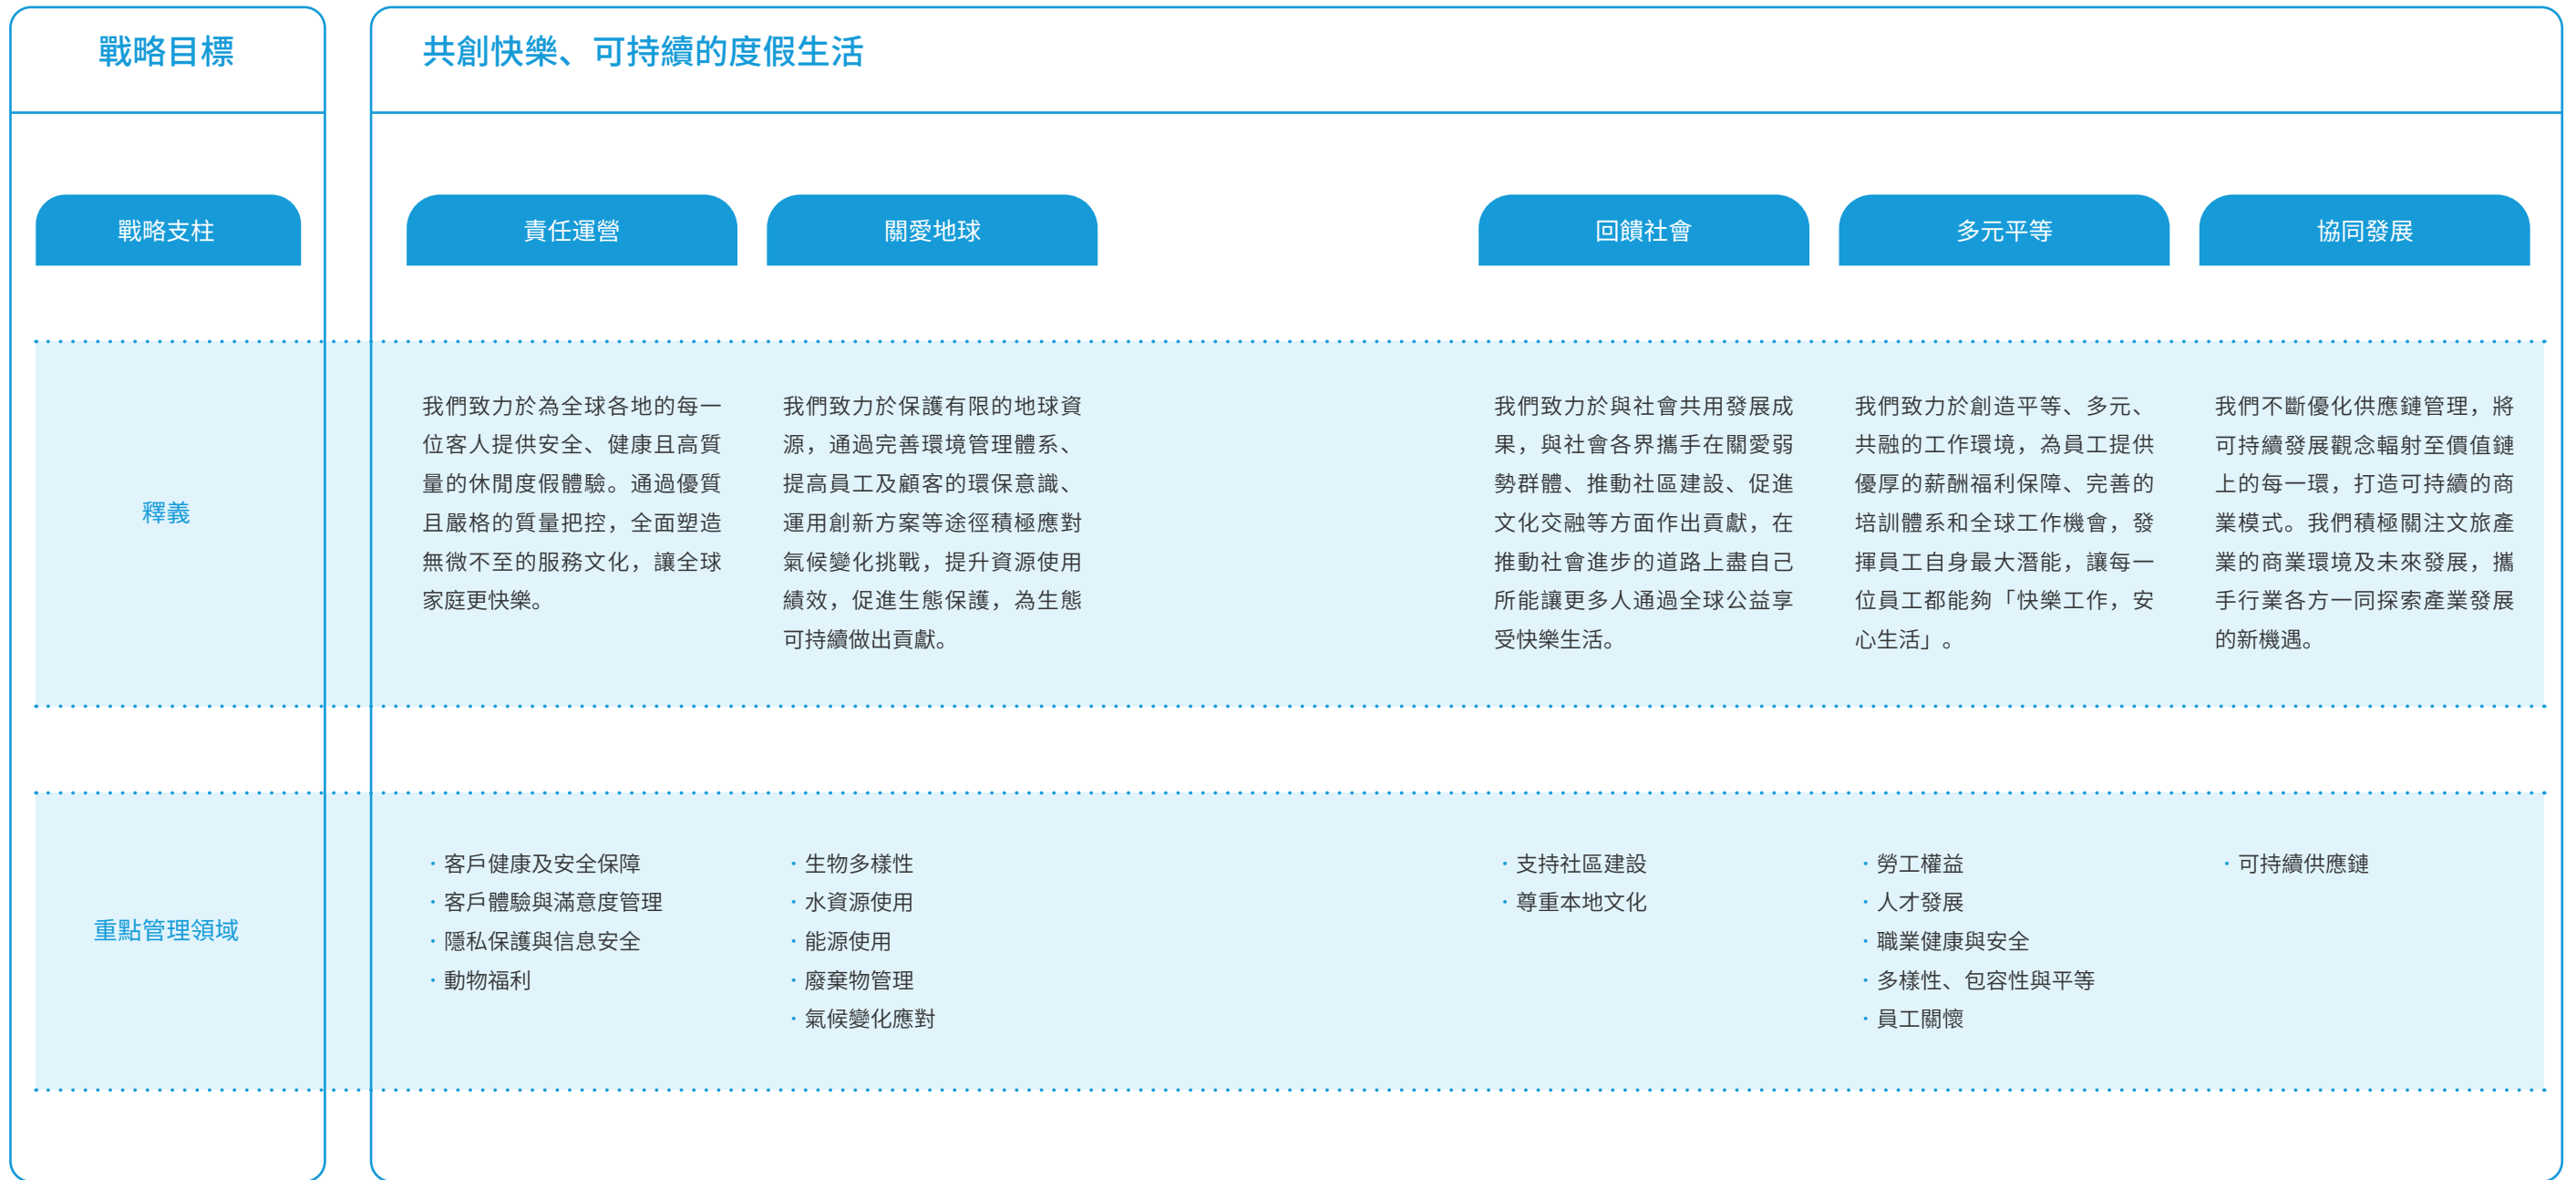 戰略目標
共創快樂、可持續的度假生活
戰略支柱
責任運營
關愛地球
回饋社會
多元平等
協同發展
釋義
我們致力於為全球各地的每一
位客人提供安全、健康且高質
量的休閒度假體驗。通過優質
且嚴格的質量把控，全面塑造
無微不至的服務文化，讓全球
家庭更快樂。
我們致力於保護有限的地球資
源，通過完善環境管理體系、
提高員工及顧客的環保意識、
運用創新方案等途徑積極應對
氣候變化挑戰，提升資源使用
績效，促進生態保護，為生態
可持續做出貢獻。
我們致力於與社會共用發展成
果，與社會各界攜手在關愛弱
勢群體、推動社區建設、促進
文化交融等方面作出貢獻，在
推動社會進步的道路上盡自己
所能讓更多人通過全球公益享
受快樂生活。
我們致力於創造平等、多元、
共融的工作環境，為員工提供
優厚的薪酬福利保障、完善的
培訓體系和全球工作機會，發
揮員工自身最大潛能，讓每一
位員工都能夠「快樂工作，安
心生活」。
我們不斷優化供應鏈管理，將
可持續發展觀念輻射至價值鏈
上的每一環，打造可持續的商
業模式。我們積極關注文旅產
業的商業環境及未來發展，攜
手行業各方一同探索產業發展
的新機遇。
重點管理領域
· 客戶健康及安全保障
· 客戶體驗與滿意度管理
· 隱私保護與信息安全
· 動物福利
· 生物多樣性
· 水資源使用
· 能源使用
· 廢棄物管理
· 氣候變化應對
· 支持社區建設
· 尊重本地文化
· 勞工權益
· 人才發展
· 職業健康與安全
· 多樣性、包容性與平等
· 員工關懷
· 可持續供應鏈